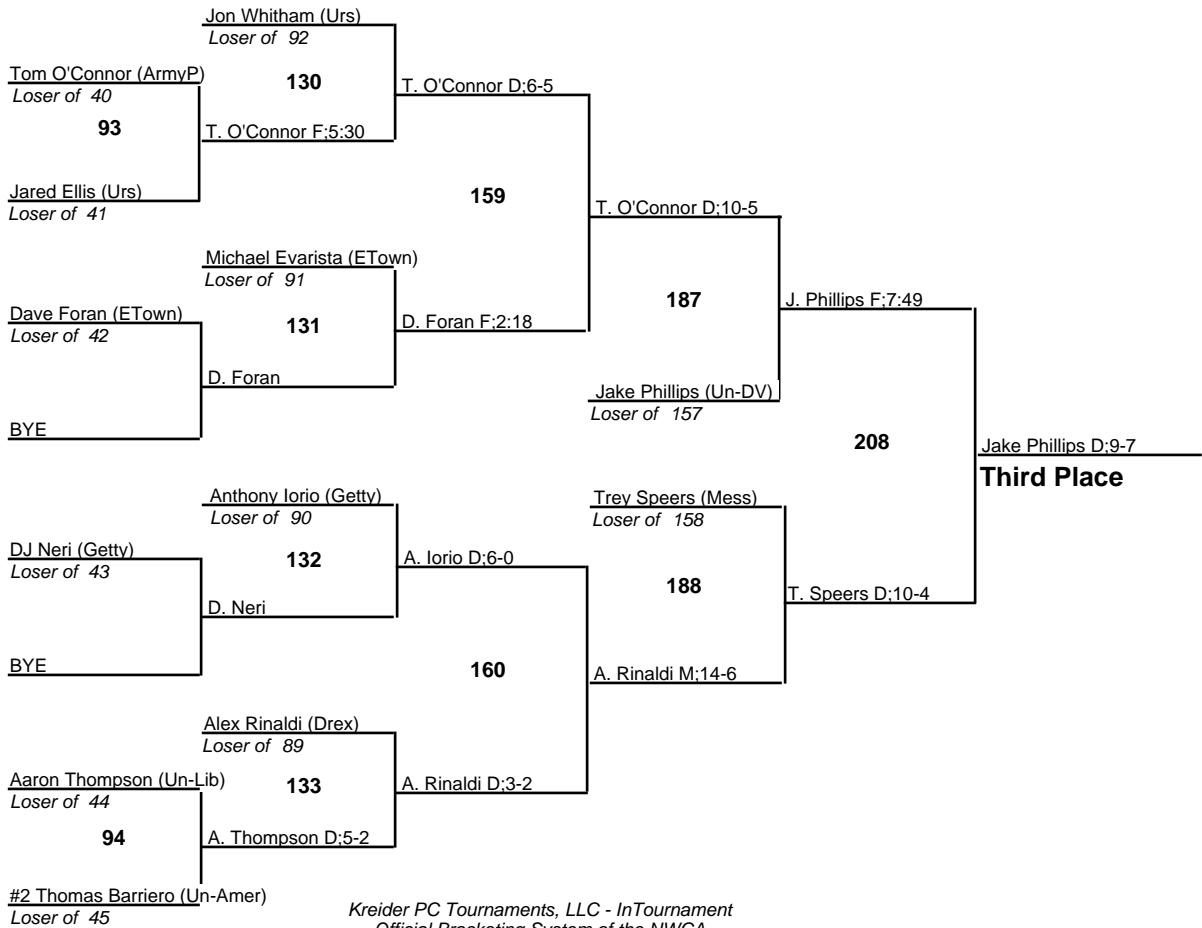 Jon Whitham (Urs)
Loser of 92
Tom O'Connor (ArmyP)
Loser of 40
130
T. O'Connor D;6-5
93
T. O'Connor F;5:30
Jared Ellis (Urs)
Loser of 41
159
T. O'Connor D;10-5
Michael Evarista (ETown)
Loser of 91
Dave Foran (ETown)
Loser of 42
131
D. Foran F;2:18
187
J. Phillips F;7:49
D. Foran
Jake Phillips (Un-DV)
Loser of 157
BYE
208
Jake Phillips D;9-7
Third Place
Anthony Iorio (Getty)
Loser of 90
Trey Speers (Mess)
Loser of 158
DJ Neri (Getty)
Loser of 43
132
A. Iorio D;6-0
188
T. Speers D;10-4
D. Neri
BYE
160
A. Rinaldi M;14-6
Alex Rinaldi (Drex)
Loser of 89
Aaron Thompson (Un-Lib)
Loser of 44
133
A. Rinaldi D;3-2
94
A. Thompson D;5-2
#2 Thomas Barriero (Un-Amer)
Loser of 45
Kreider PC Tournaments, LLC - InTournament
Official Bracketing System of the NWCA